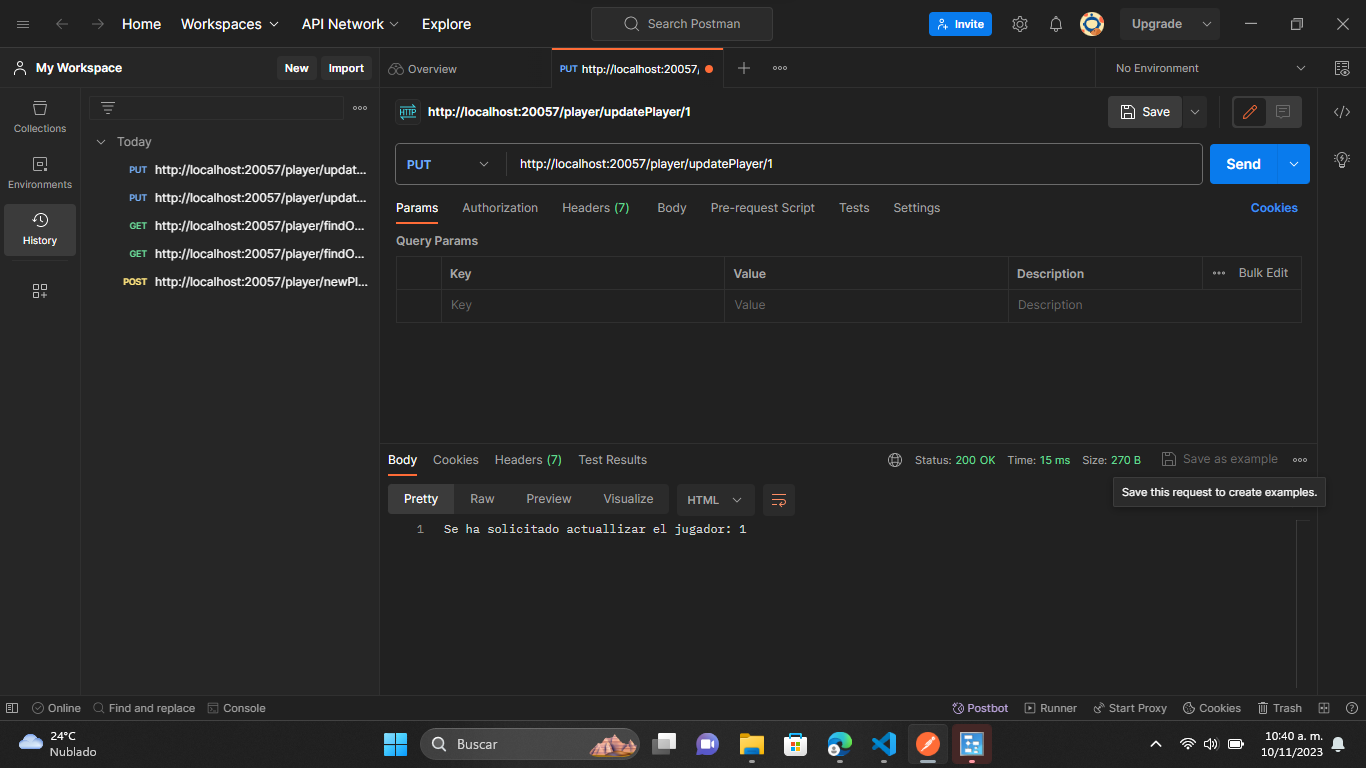 Home Workspaces API Network Explore Search Postman Invite Upgrade
My Workspace New Import Overview PUT http://localhost:20057, No Environment
Collections
Environments
History
Today
PUT http://localhost:20057/player/updat...
PUT http://localhost:20057/player/updat...
GET http://localhost:20057/player/findO...
GET http://localhost:20057/player/findO...
POST http://localhost:20057/player/newPl...
HTTP http://localhost:20057/player/updatePlayer/1 Save
PUT http://localhost:20057/player/updatePlayer/1 Send
Params Authorization Headers (7) Body Pre-request Script Tests Settings Cookies
Query Params
Key Value Description Bulk Edit
Key Value Description
Body Cookies Headers (7) Test Results Status: 200 OK Time: 15 ms Size: 270 B Save as example
Save this request to create examples.
Pretty Raw Preview Visualize HTML
1 Se ha solicitado actuallizar el jugador: 1
Online Find and replace Console Postbot Runner Start Proxy Cookies Trash
24°C
Nublado
Buscar
10:40 a. m.
10/11/2023